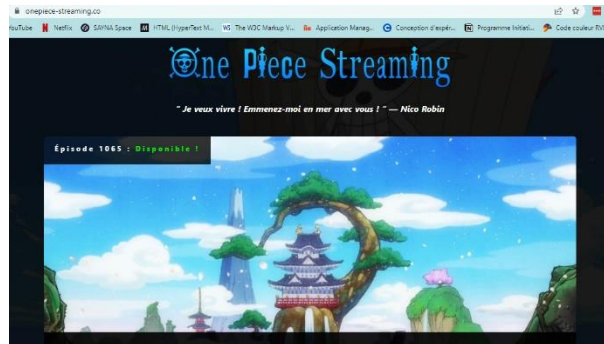 onepiece-streaming.co
YouTube Netflix SAYNA Space HTML (HyperText M... The W3C Markup V... Application Manag... Conception d'expér... Programme Initiati... Code couleur RV
One Piece Streaming
" Je veux vivre ! Emmenez-moi en mer avec vous ! " — Nico Robin
Épisode 1065 : Disponible !